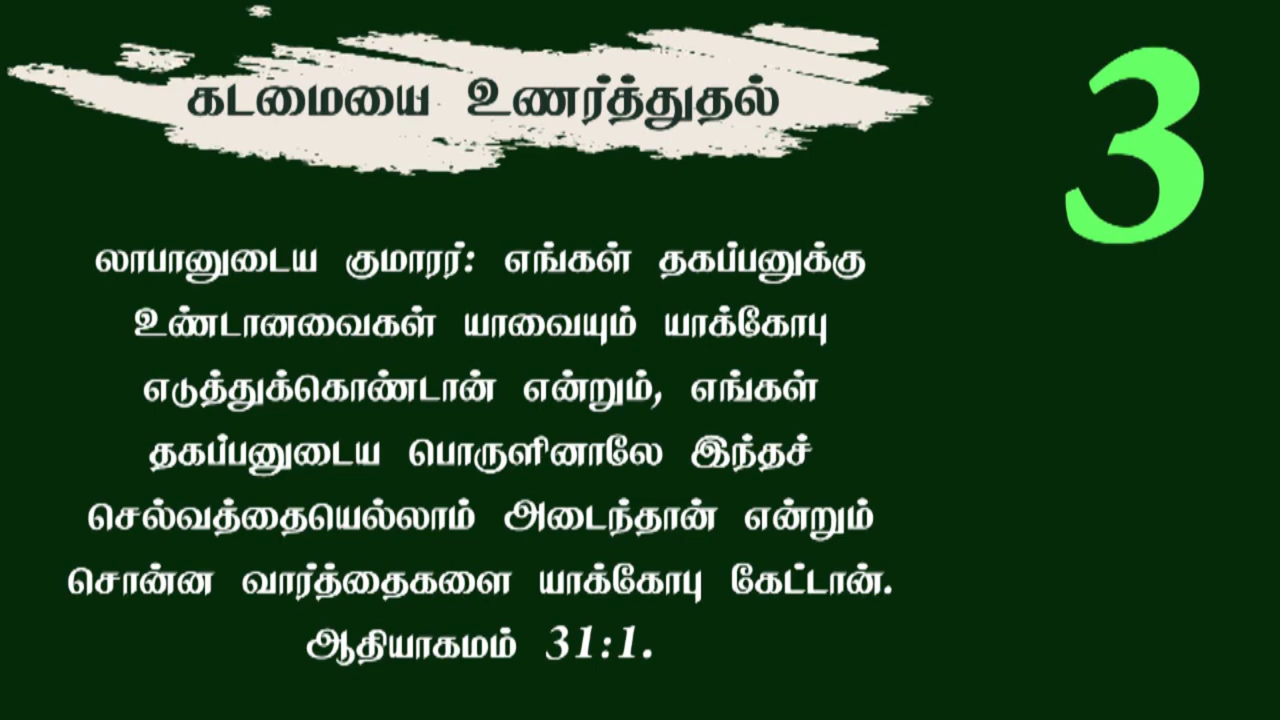 கடமையை உணர்த்துதல்
3
லாபானுடைய குமாரர்: எங்கள் தகப்பனுக்கு
உண்டானவைகள் யாவையும் யாக்கோபு
எடுத்துக்கொண்டான் என்றும், எங்கள்
தகப்பனுடைய பொருளினாலே இந்தச்
செல்வத்தையெல்லாம் அடைந்தான் என்றும்
சொன்ன வார்த்தைகளை யாக்கோபு கேட்டான்.
ஆதியாகமம் 31:1.